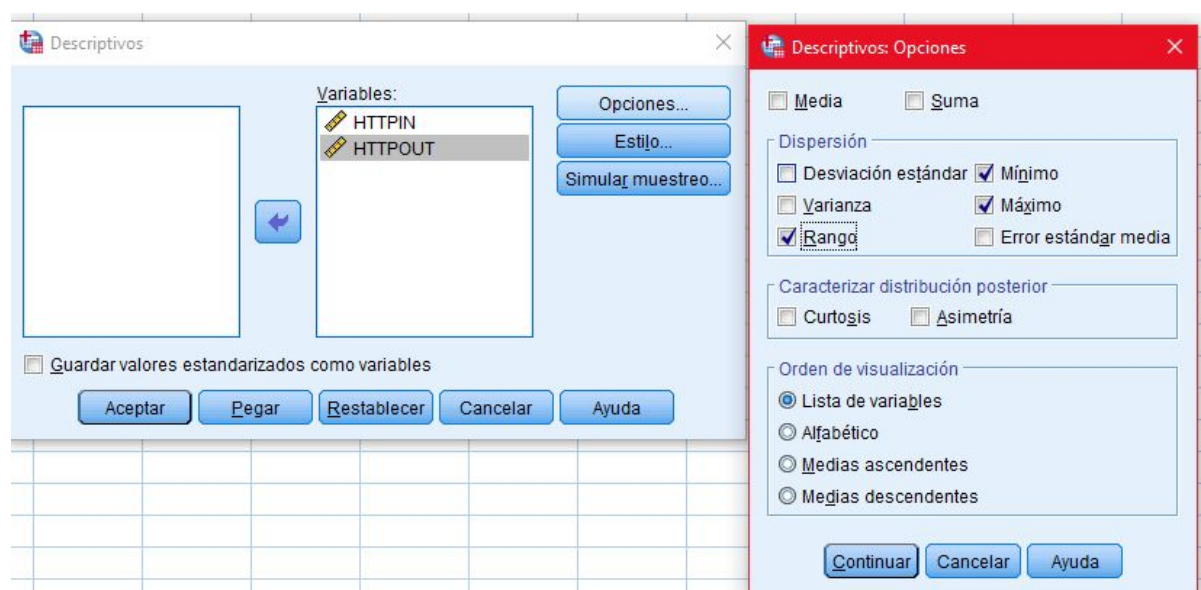 Descriptivos
Variables:
HTTPIN
HTTPOUT
Opciones...
Estilo...
Simular muestreo...
Guardar valores estandarizados como variables
Aceptar Pegar Restablecer Cancelar Ayuda
Descriptivos: Opciones
Media Suma
Dispersión
Desviación estándar Mínimo
Varianza Máximo
Rango Error estándar media
Caracterizar distribución posterior
Curtosis Asimetría
Orden de visualización
Lista de variables
Alfabético
Medias ascendentes
Medias descendentes
Continuar Cancelar Ayuda